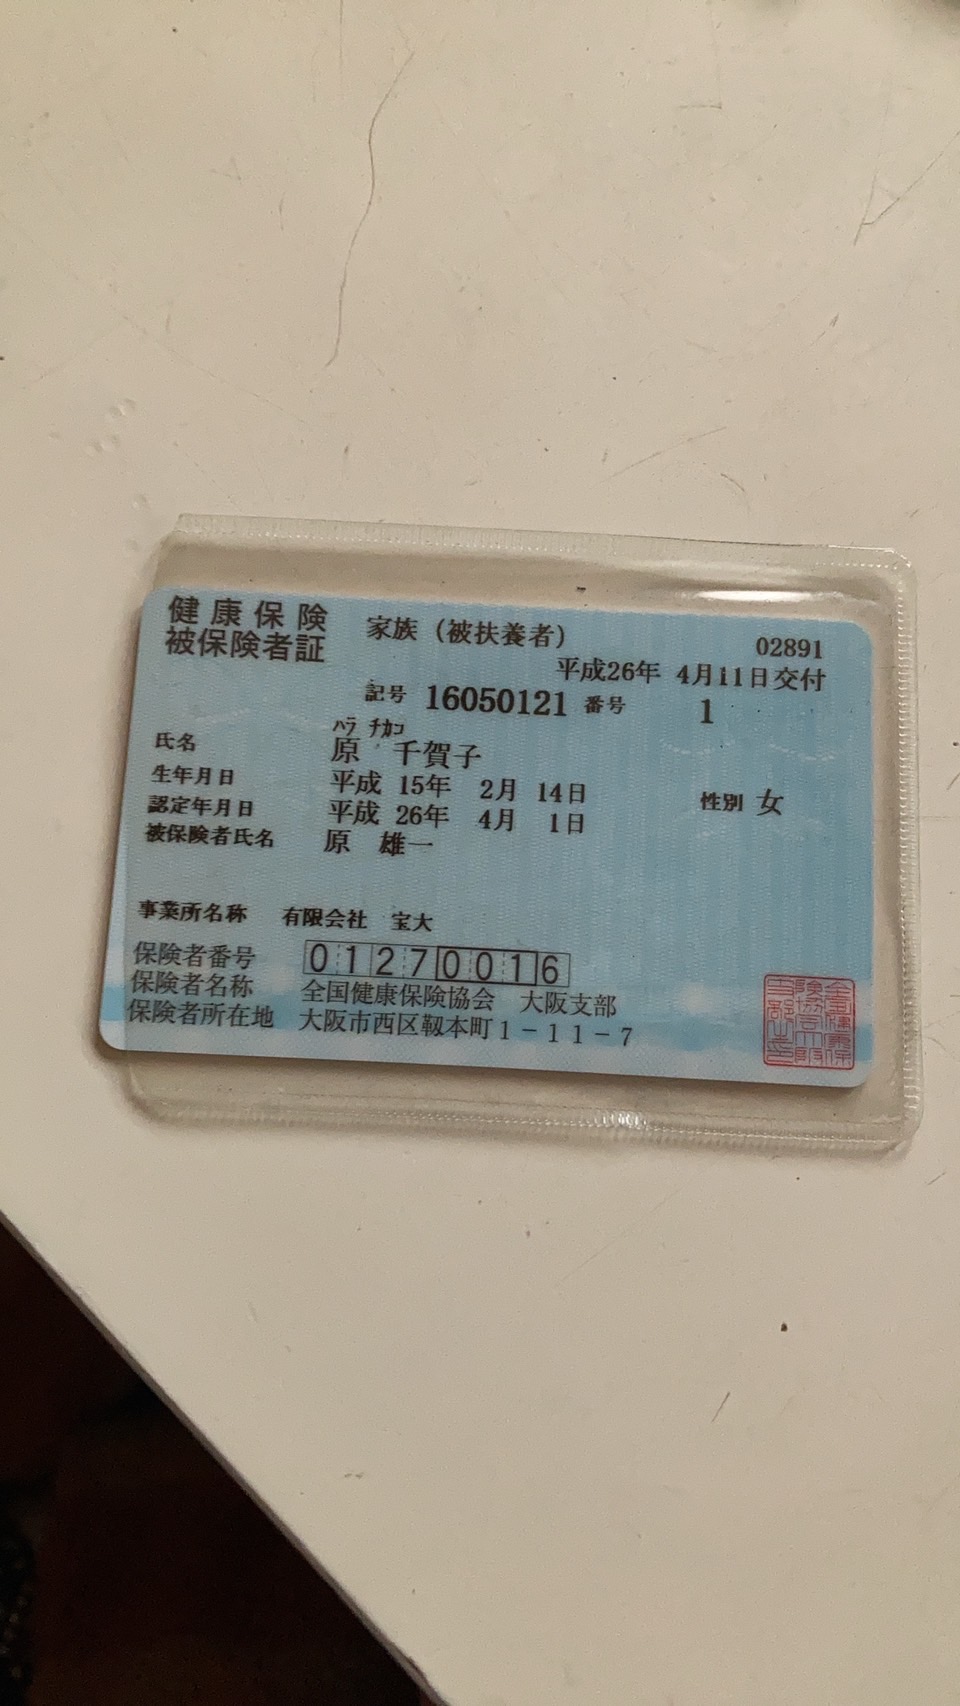 健康保険 家族（被扶養者） 02891
被保険者証 平成26年 4月11日交付
記号 16050121 番号 1
ﾊﾗ ﾁｶｺ
氏名 原 千賀子
生年月日 平成 15年 2月 14日 性別 女
認定年月日 平成 26年 4月 1日
被保険者氏名 原 雄一
事業所名称 有限会社 宝大
保険者番号 01270016
保険者名称 全国健康保険協会 大阪支部
保険者所在地 大阪市西区靱本町1－11－7